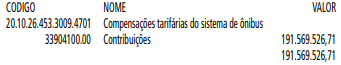 CODIGO NOME VALOR
20.10.26.453.3009.4701 Compensações tarifárias do sistema de ônibus
33904100.00 Contribuições 191.569.526,71
191.569.526,71